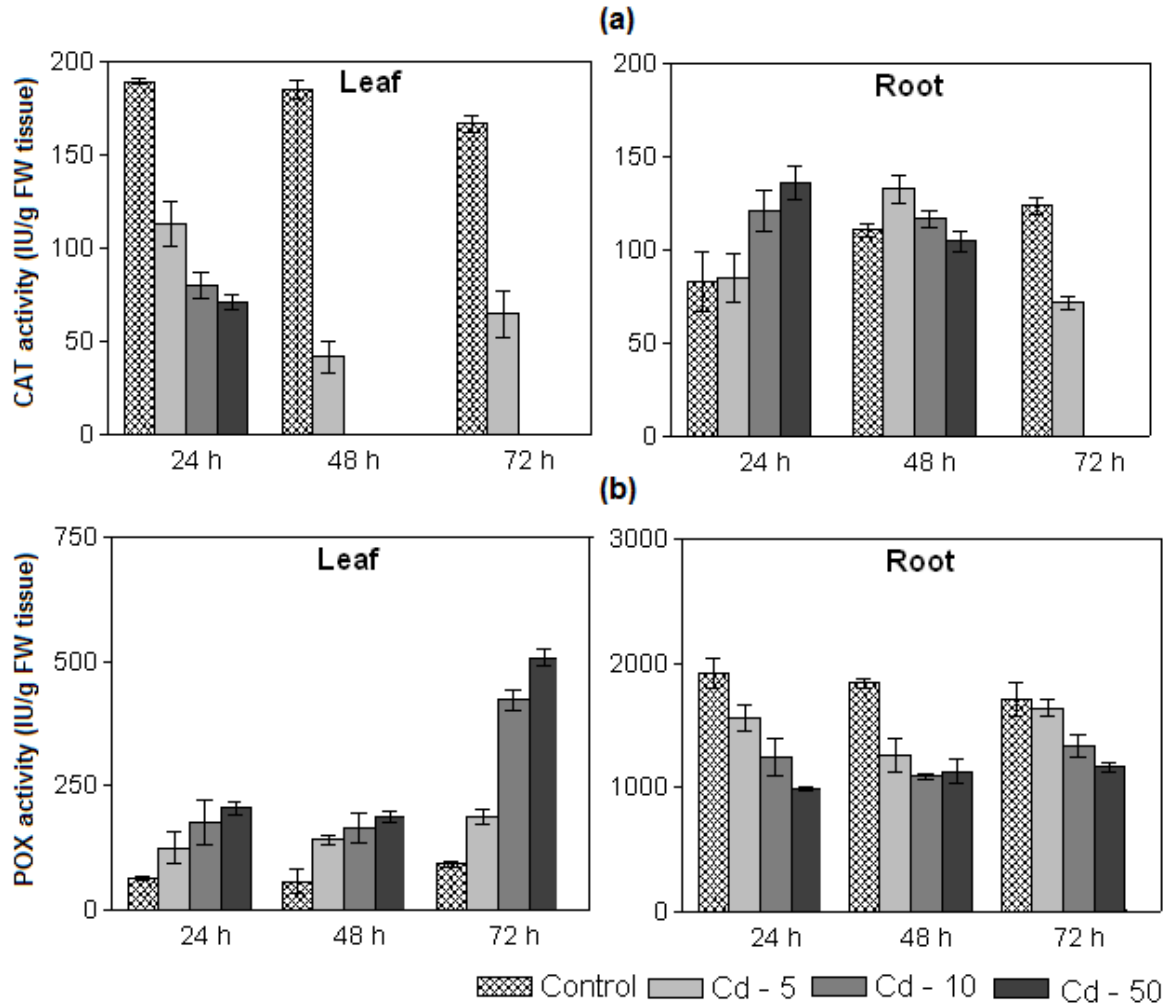 (a)
CAT activity (IU/g FW tissue)
200
150
100
50
0
Leaf
24 h
48 h
72 h
200
150
100
50
0
Root
24 h
48 h
72 h
(b)
POX activity (IU/g FW tissue)
750
500
250
0
Leaf
24 h
48 h
72 h
3000
2000
1000
0
Root
24 h
48 h
72 h
Control Cd - 5 Cd - 10 Cd - 50